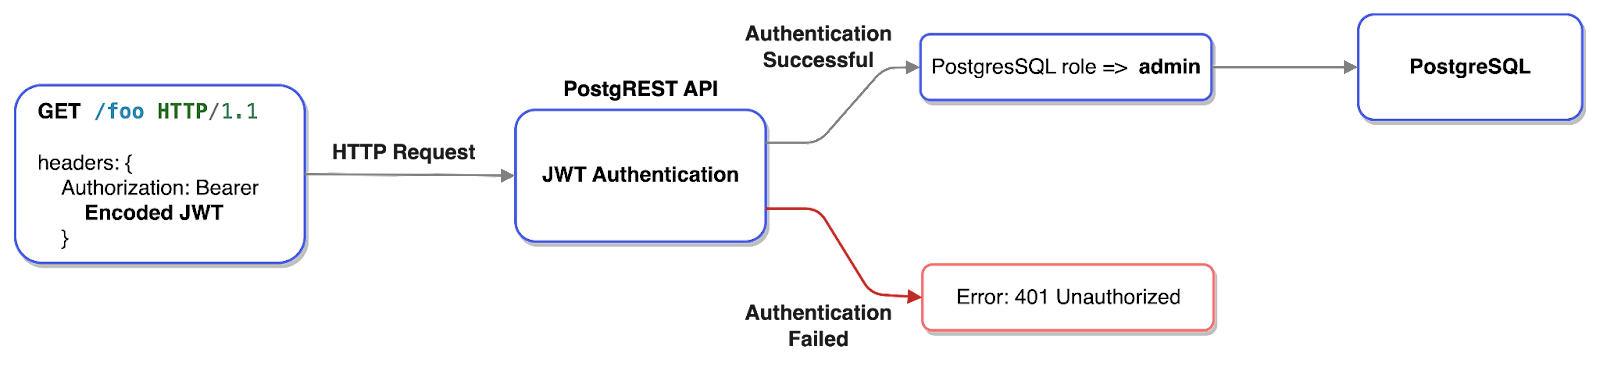 GET /foo HTTP/1.1
headers: {
Authorization: Bearer
Encoded JWT
}
HTTP Request
PostgREST API
JWT Authentication
Authentication
Successful
PostgresSQL role => admin
PostgreSQL
Authentication
Failed
Error: 401 Unauthorized